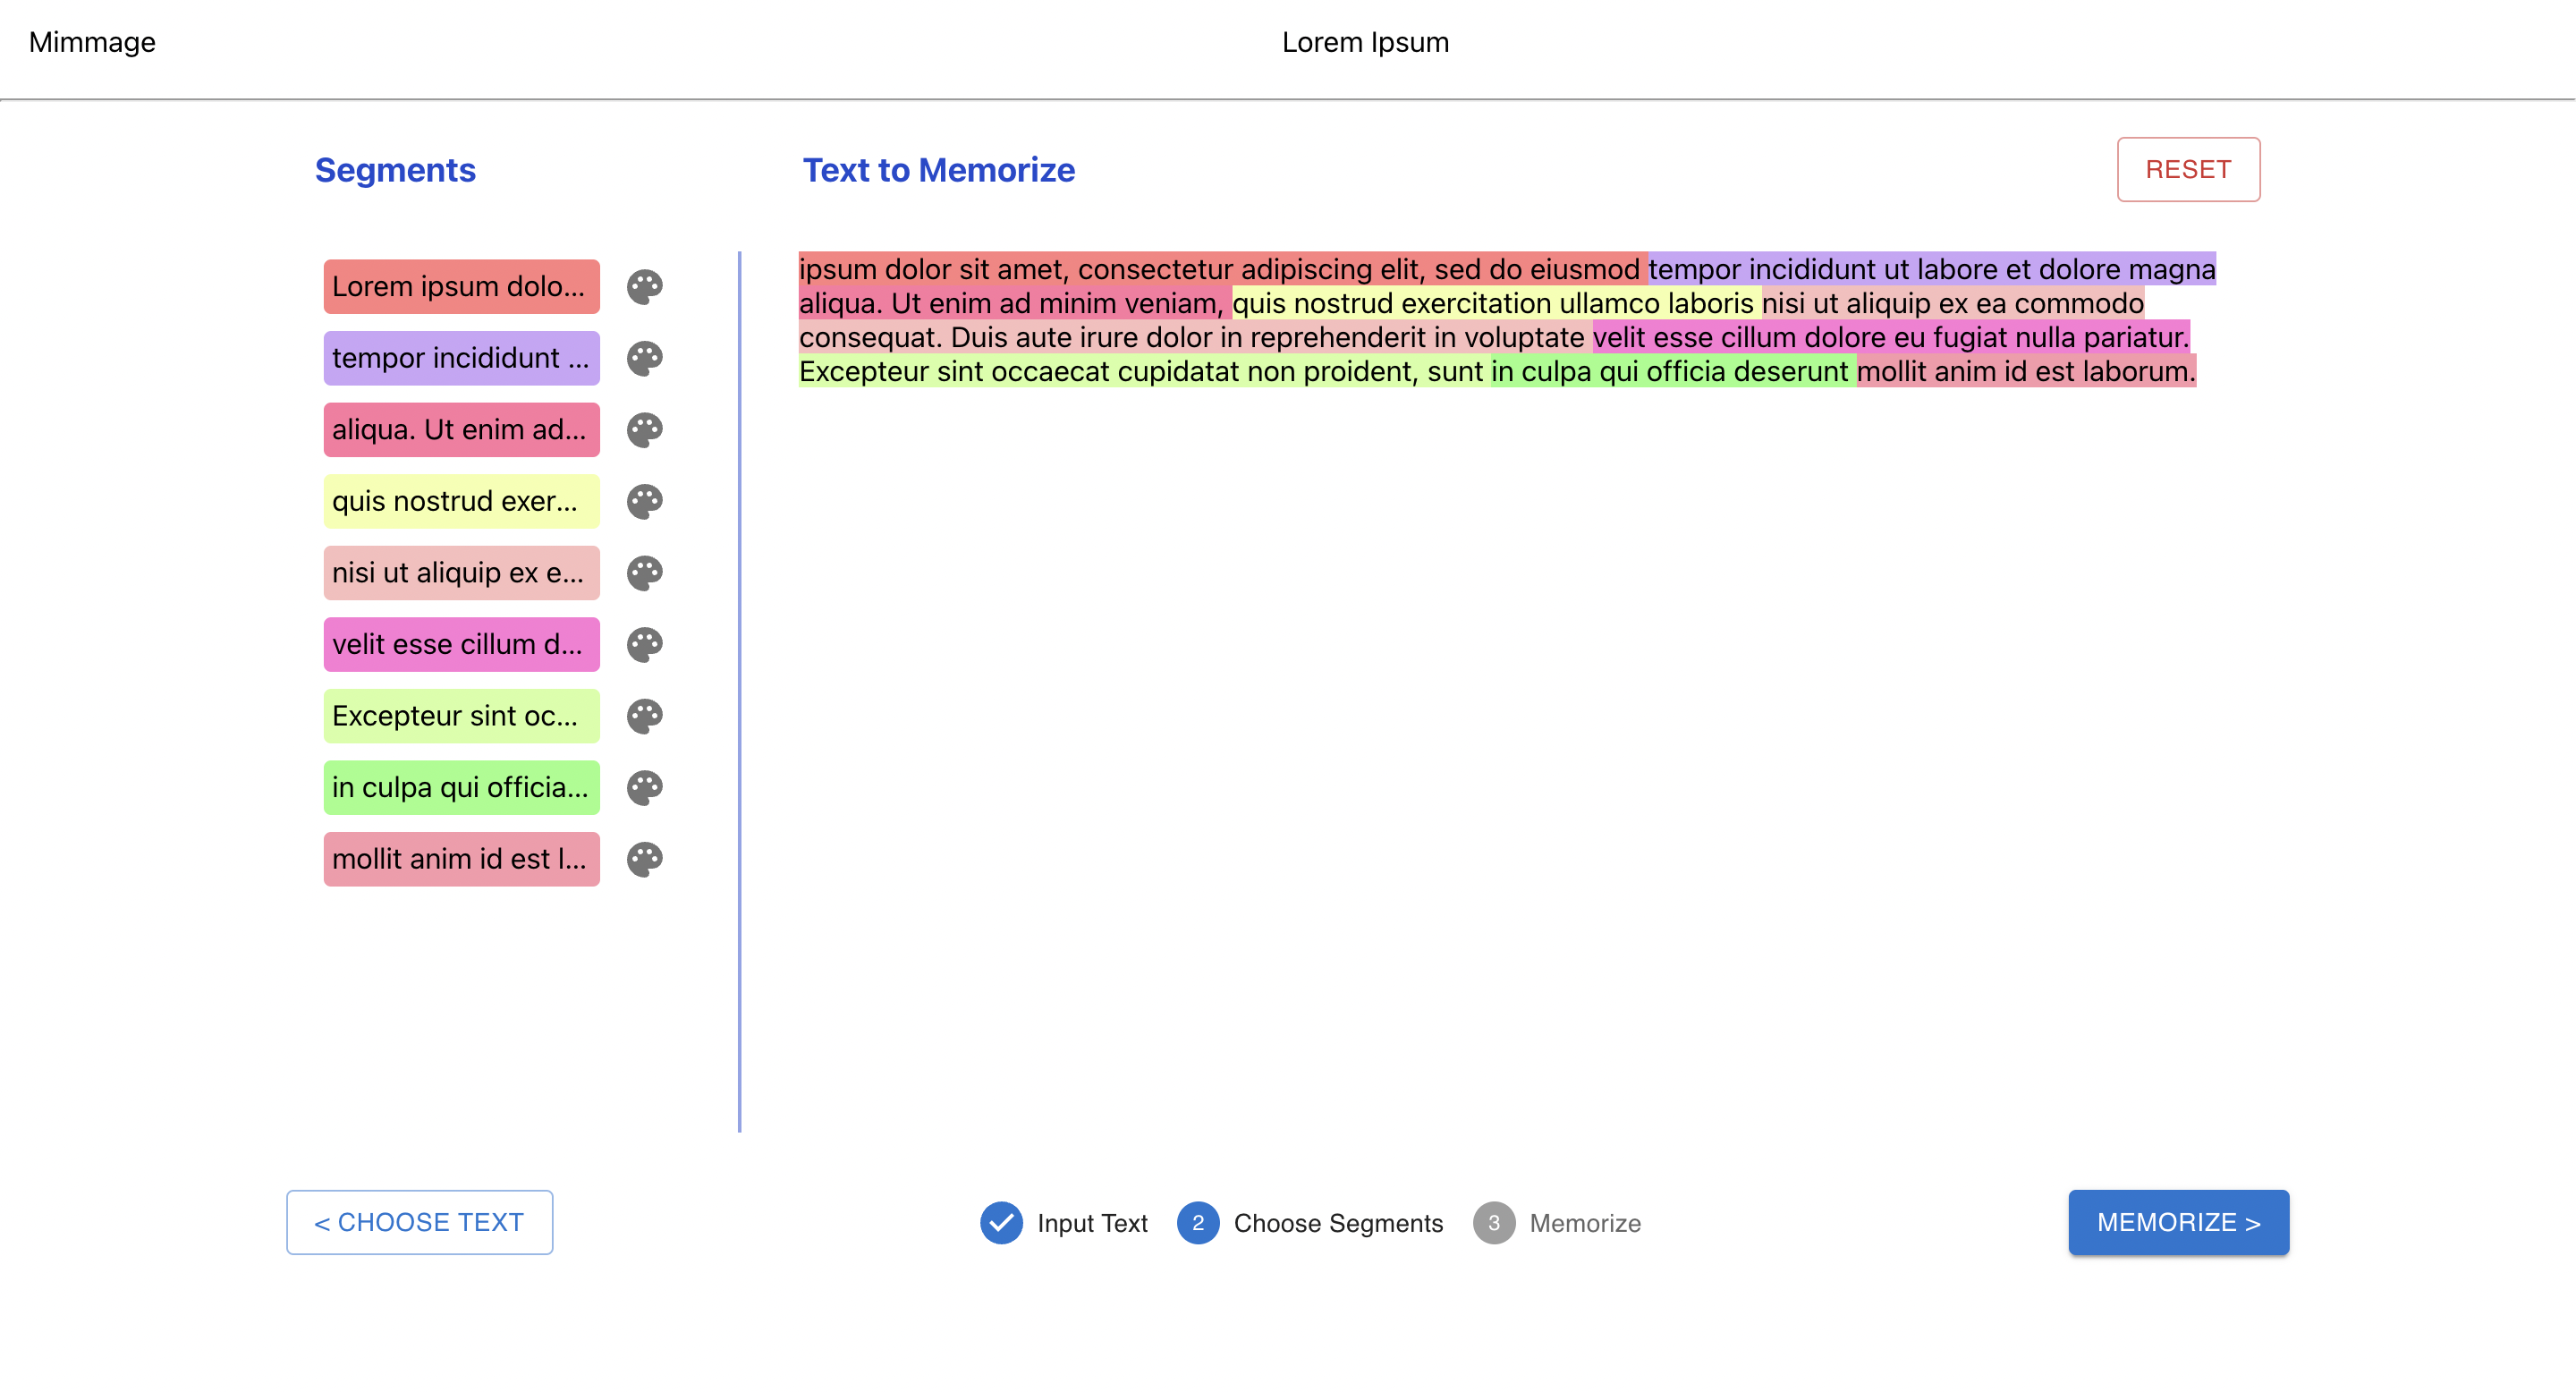 Mimmage
Lorem Ipsum
Segments
Text to Memorize
RESET
Lorem ipsum dolo...
tempor incididunt ...
aliqua. Ut enim ad...
quis nostrud exer...
nisi ut aliquip ex e...
velit esse cillum d...
Excepteur sint oc...
in culpa qui officia...
mollit anim id est l...
ipsum dolor sit amet, consectetur adipiscing elit, sed do eiusmod tempor incididunt ut labore et dolore magna
aliqua. Ut enim ad minim veniam, quis nostrud exercitation ullamco laboris nisi ut aliquip ex ea commodo
consequat. Duis aute irure dolor in reprehenderit in voluptate velit esse cillum dolore eu fugiat nulla pariatur.
Excepteur sint occaecat cupidatat non proident, sunt in culpa qui officia deserunt mollit anim id est laborum.
< CHOOSE TEXT
Input Text
2 Choose Segments
3 Memorize
MEMORIZE >